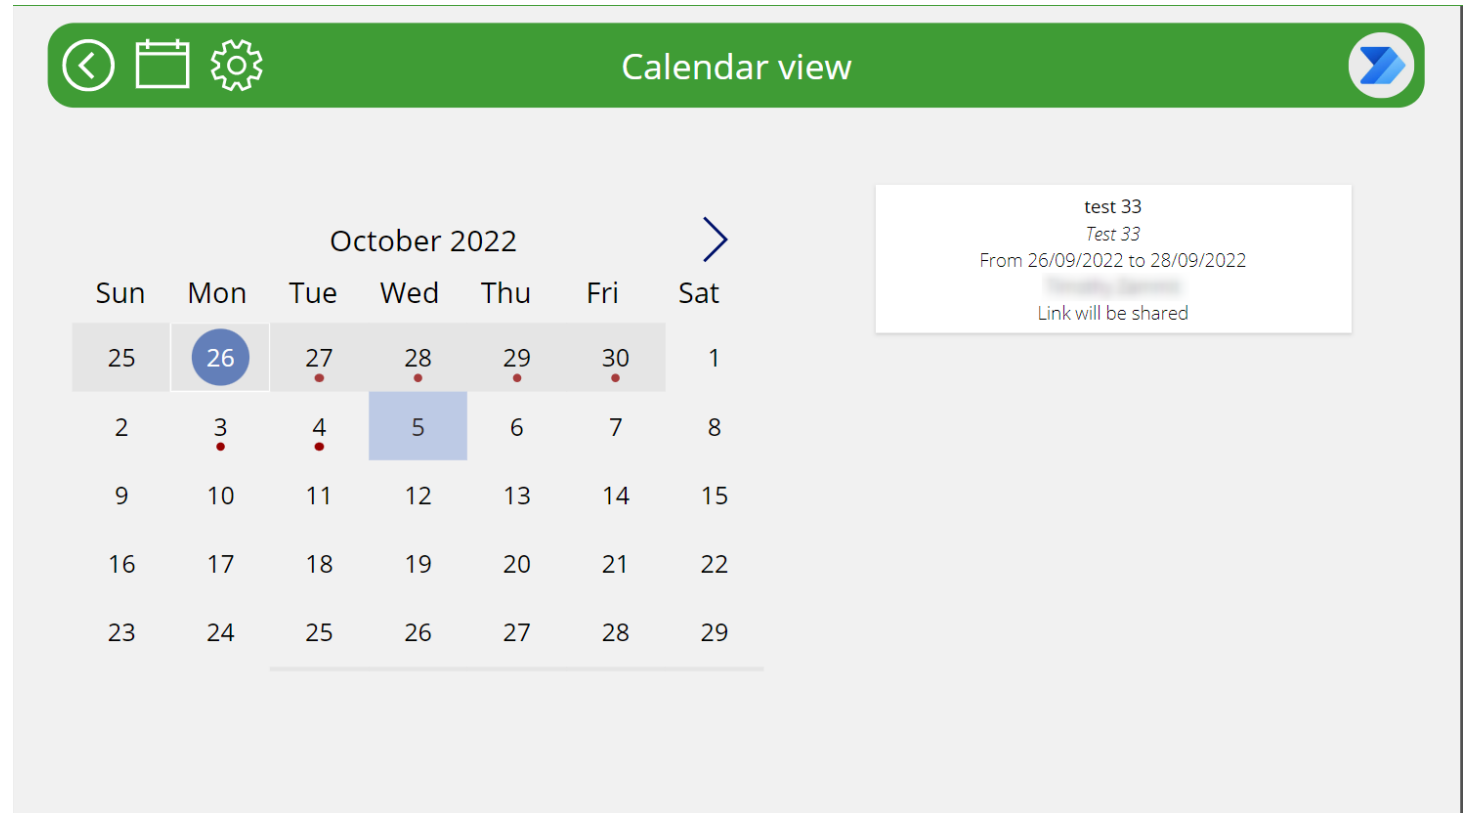 Calendar view
October 2022
Sun Mon Tue Wed Thu Fri Sat
25 26 27 28 29 30 1
2 3 4 5 6 7 8
9 10 11 12 13 14 15
16 17 18 19 20 21 22
23 24 25 26 27 28 29
test 33
Test 33
From 26/09/2022 to 28/09/2022
Link will be shared